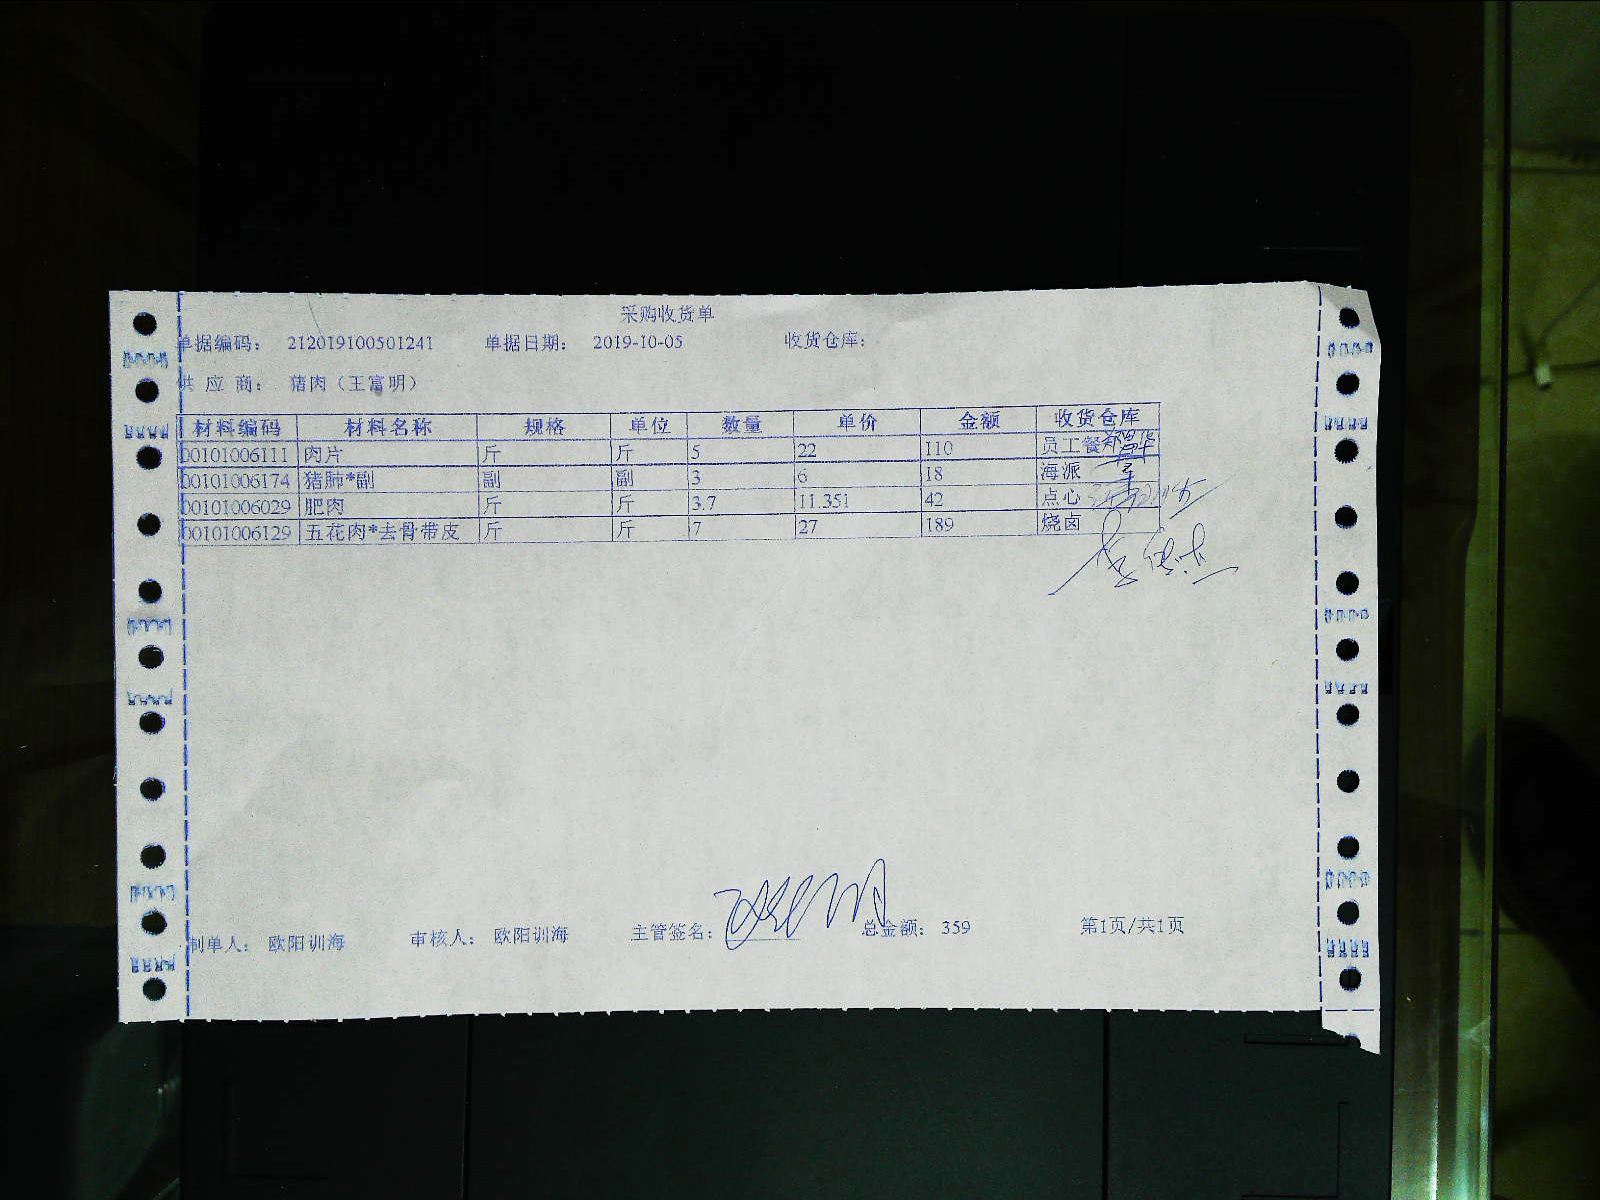 采购收货单
单据编码： 212019100501241 单据日期： 2019-10-05 收货仓库：
供 应 商： 猪肉（王富明）
材料编码 材料名称 规格 单位 数量 单价 金额 收货仓库
00101006111 肉片 斤 斤 5 22 110 员工餐
00101006174 猪肺*副 副 副 3 6 18 海派
00101006029 肥肉 斤 斤 3.7 11.351 42 点心
00101006129 五花肉*去骨带皮 斤 斤 7 27 189 烧卤
制单人： 欧阳训海 审核人： 欧阳训海 主管签名： 总金额： 359 第1页/共1页